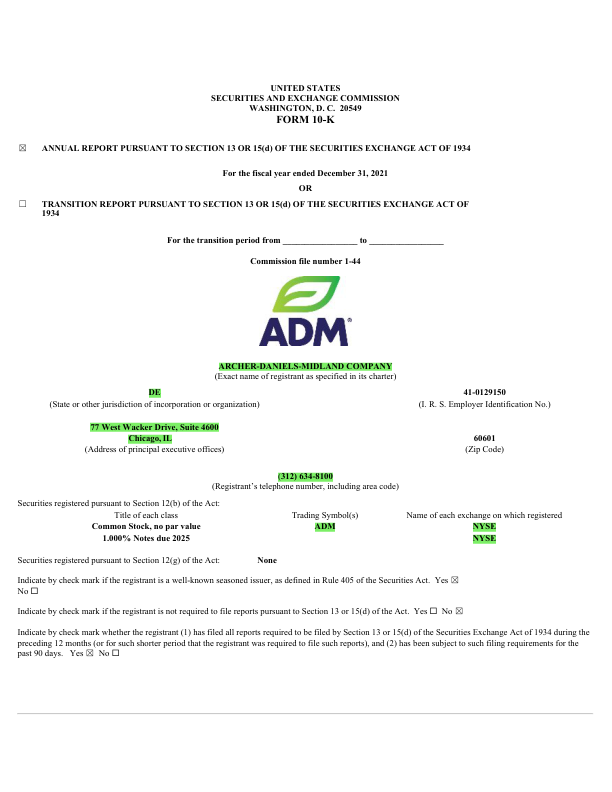 UNITED STATES
SECURITIES AND EXCHANGE COMMISSION
WASHINGTON, D. C. 20549
FORM 10-K
☒ ANNUAL REPORT PURSUANT TO SECTION 13 OR 15(d) OF THE SECURITIES EXCHANGE ACT OF 1934
For the fiscal year ended December 31, 2021
OR
☐ TRANSITION REPORT PURSUANT TO SECTION 13 OR 15(d) OF THE SECURITIES EXCHANGE ACT OF
1934
For the transition period from _________________ to _________________
Commission file number 1-44
ADM®
ARCHER-DANIELS-MIDLAND COMPANY
(Exact name of registrant as specified in its charter)
DE 41-0129150
(State or other jurisdiction of incorporation or organization) (I. R. S. Employer Identification No.)
77 West Wacker Drive, Suite 4600
Chicago, IL 60601
(Address of principal executive offices) (Zip Code)
(312) 634-8100
(Registrant's telephone number, including area code)
Securities registered pursuant to Section 12(b) of the Act:
Title of each class Trading Symbol(s) Name of each exchange on which registered
Common Stock, no par value ADM NYSE
1.000% Notes due 2025 NYSE
Securities registered pursuant to Section 12(g) of the Act: None
Indicate by check mark if the registrant is a well-known seasoned issuer, as defined in Rule 405 of the Securities Act. Yes ☒
No ☐
Indicate by check mark if the registrant is not required to file reports pursuant to Section 13 or 15(d) of the Act. Yes ☐ No ☒
Indicate by check mark whether the registrant (1) has filed all reports required to be filed by Section 13 or 15(d) of the Securities Exchange Act of 1934 during the
preceding 12 months (or for such shorter period that the registrant was required to file such reports), and (2) has been subject to such filing requirements for the
past 90 days. Yes ☒ No ☐